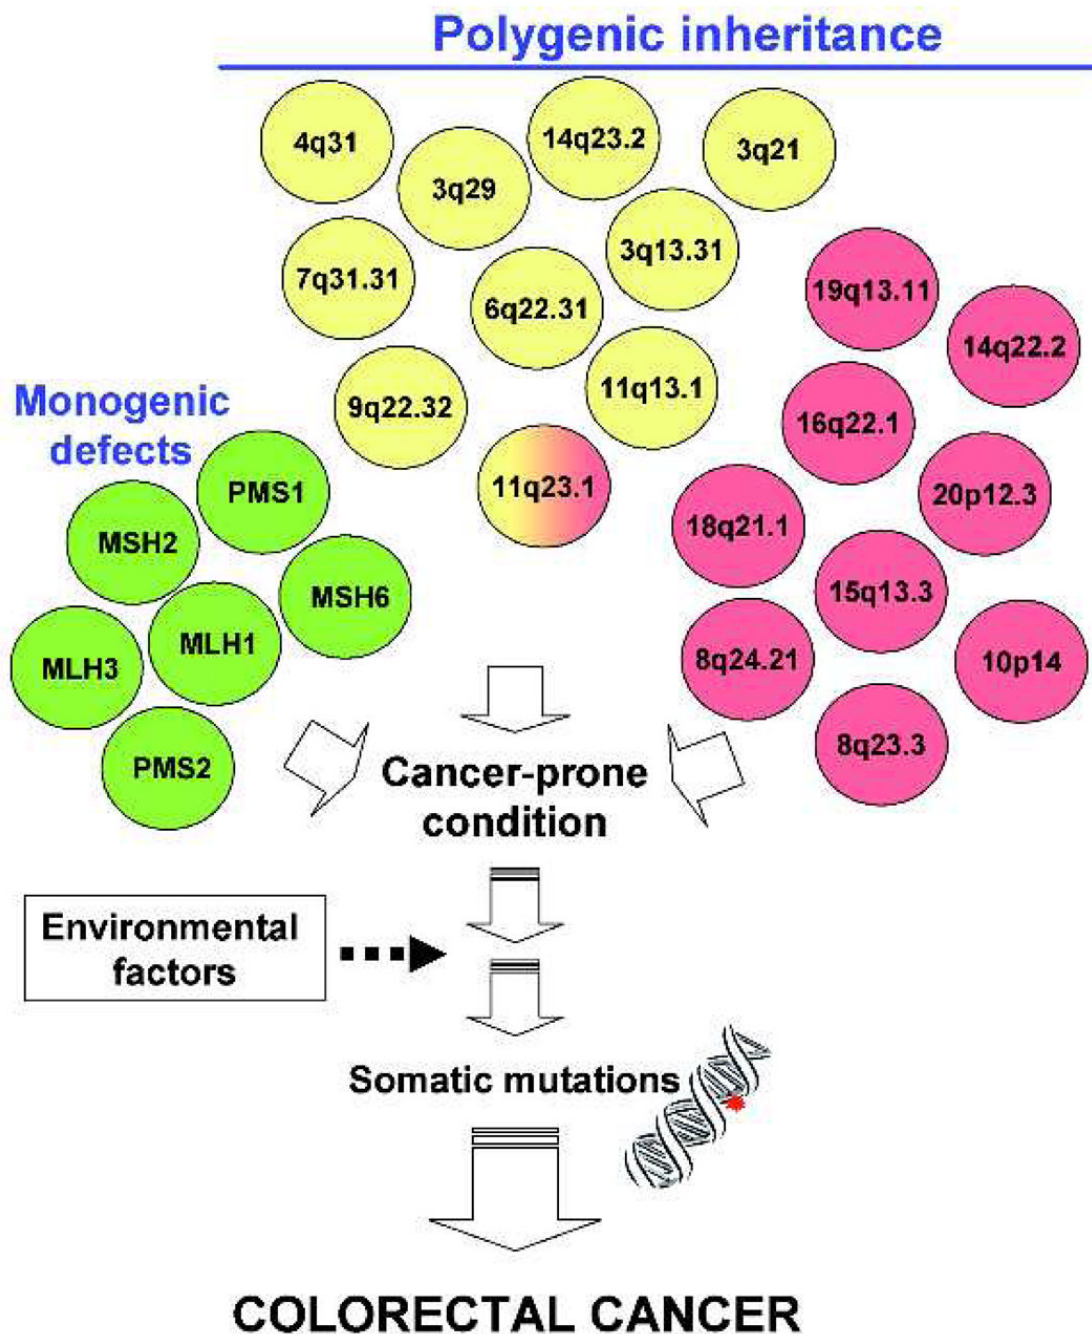 Polygenic inheritance
4q31
3q29
14q23.2
3q21
7q31.31
6q22.31
3q13.31
9q22.32
11q13.1
11q23.1
19q13.11
14q22.2
16q22.1
20p12.3
18q21.1
15q13.3
8q24.21
10p14
8q23.3
Monogenic
defects
PMS1
MSH2
MSH6
MLH1
MLH3
PMS2
Cancer-prone
condition
Environmental
factors
Somatic mutations
COLORECTAL CANCER